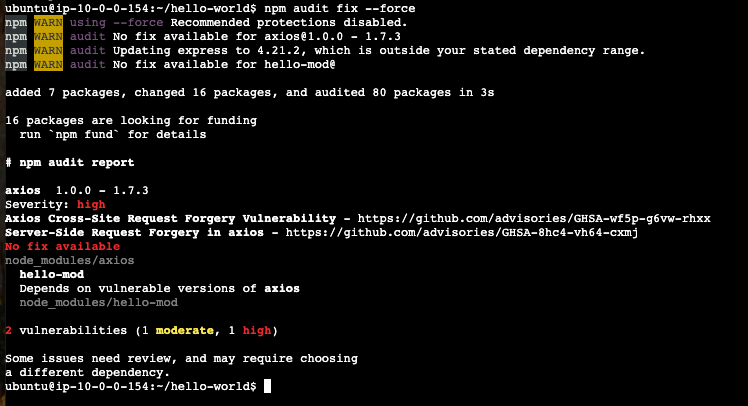 ubuntu@ip-10-0-0-154:~/hello-world$ npm audit fix --force
npm WARN using --force Recommended protections disabled.
npm WARN audit No fix available for axios@1.0.0 - 1.7.3
npm WARN audit Updating express to 4.21.2, which is outside your stated dependency range.
npm WARN audit No fix available for hello-mod@
added 7 packages, changed 16 packages, and audited 80 packages in 3s
16 packages are looking for funding
run `npm fund` for details
# npm audit report
axios 1.0.0 - 1.7.3
Severity: high
Axios Cross-Site Request Forgery Vulnerability - https://github.com/advisories/GHSA-wf5p-g6vw-rhxx
Server-Side Request Forgery in axios - https://github.com/advisories/GHSA-8hc4-vh64-cxmj
No fix available
node_modules/axios
hello-mod
Depends on vulnerable versions of axios
node_modules/hello-mod
2 vulnerabilities (1 moderate, 1 high)
Some issues need review, and may require choosing
a different dependency.
ubuntu@ip-10-0-0-154:~/hello-world$